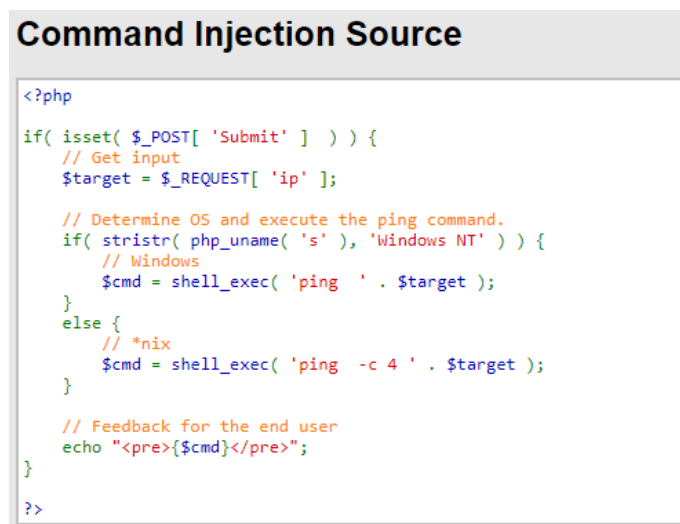 Command Injection Source
<?php
if( isset( $_POST[ 'Submit' ]  ) ) {
    // Get input
    $target = $_REQUEST[ 'ip' ];
    // Determine OS and execute the ping command.
    if( stristr( php_uname( 's' ), 'Windows NT' ) ) {
        // Windows
        $cmd = shell_exec( 'ping  ' . $target );
    }
    else {
        // *nix
        $cmd = shell_exec( 'ping  -c 4 ' . $target );
    }
    // Feedback for the end user
    echo "<pre>{$cmd}</pre>";
}
?>